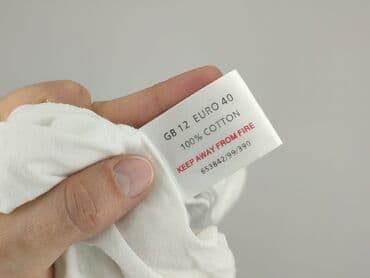 GB 12 EURO 40
100% COTTON
KEEP AWAY FROM FIRE
653842/99/390